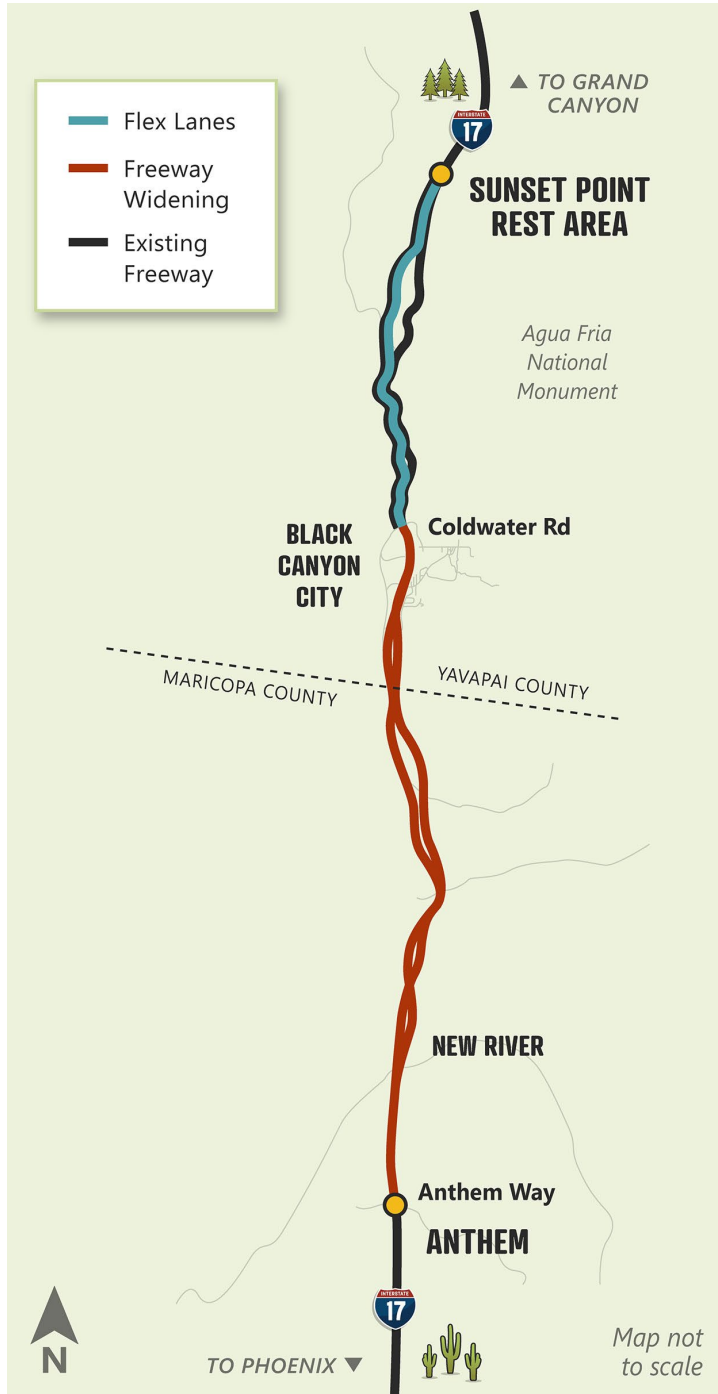 Flex Lanes
Freeway
Widening
Existing
Freeway
TO GRAND
CANYON
INTERSTATE
17
SUNSET POINT
REST AREA
Agua Fria
National
Monument
Coldwater Rd
BLACK
CANYON
CITY
MARICOPA COUNTY
YAVAPAI COUNTY
NEW RIVER
Anthem Way
ANTHEM
INTERSTATE
17
N
TO PHOENIX
Map not
to scale